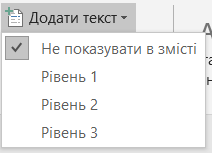 Додати текст
Не показувати в змісті
Рівень 1
Рівень 2
Рівень 3